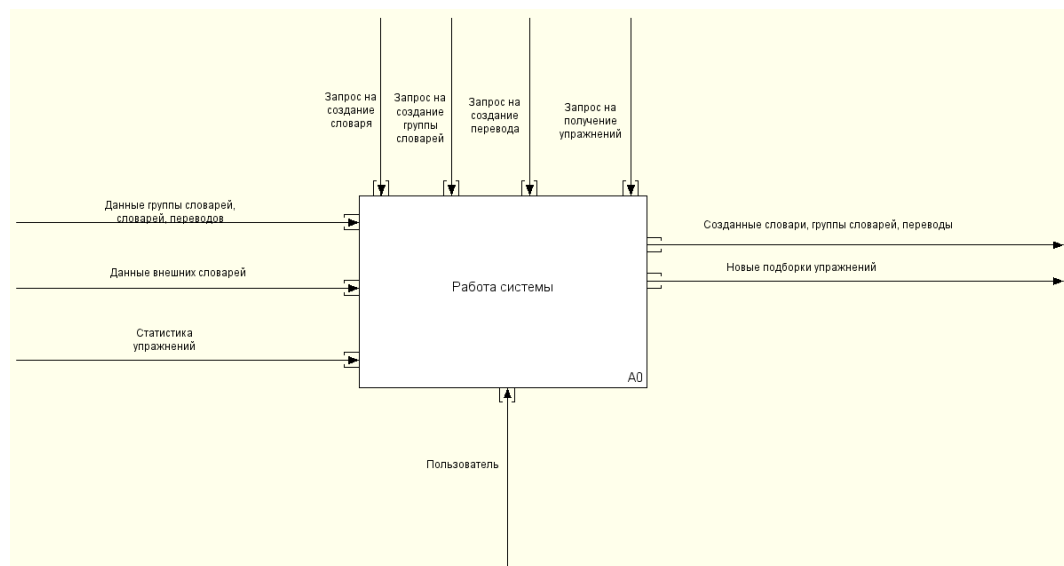 Запрос на
создание
словаря
Запрос на
создание
группы
словарей
Запрос на
создание
перевода
Запрос на
получение
упражнений
Данные группы словарей,
словарей, переводов
Данные внешних словарей
Статистика
упражнений
Работа системы
A0
Созданные словари, группы словарей, переводы
Новые подборки упражнений
Пользователь